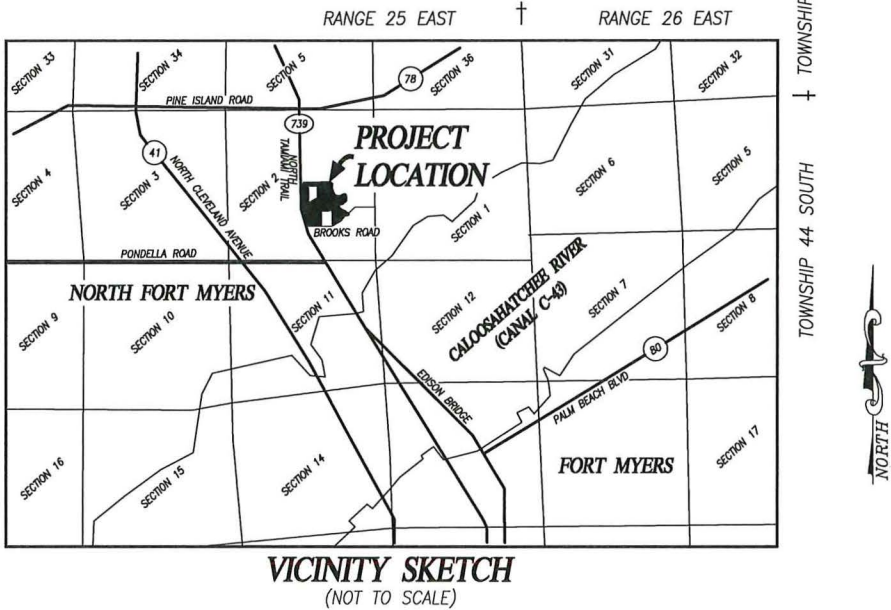 RANGE 25 EAST
RANGE 26 EAST
TOWNSHIP
TOWNSHIP 44 SOUTH
SECTION 33
SECTION 34
SECTION 5
SECTION 36
SECTION 31
SECTION 32
78
PINE ISLAND ROAD
739
41
PROJECT
LOCATION
NORTH
TAMIAMI TRAIL
SECTION 4
SECTION 3
SECTION 2
SECTION 1
SECTION 6
SECTION 5
NORTH CLEVELAND AVENUE
BROOKS ROAD
PONDELLA ROAD
NORTH FORT MYERS
CALOOSAHATCHEE RIVER
(CANAL C-43)
SECTION 9
SECTION 10
SECTION 11
SECTION 12
SECTION 7
SECTION 8
80
EDISON BRIDGE
PALM BEACH BLVD
FORT MYERS
SECTION 16
SECTION 15
SECTION 14
SECTION 17
NORTH
VICINITY SKETCH
(NOT TO SCALE)